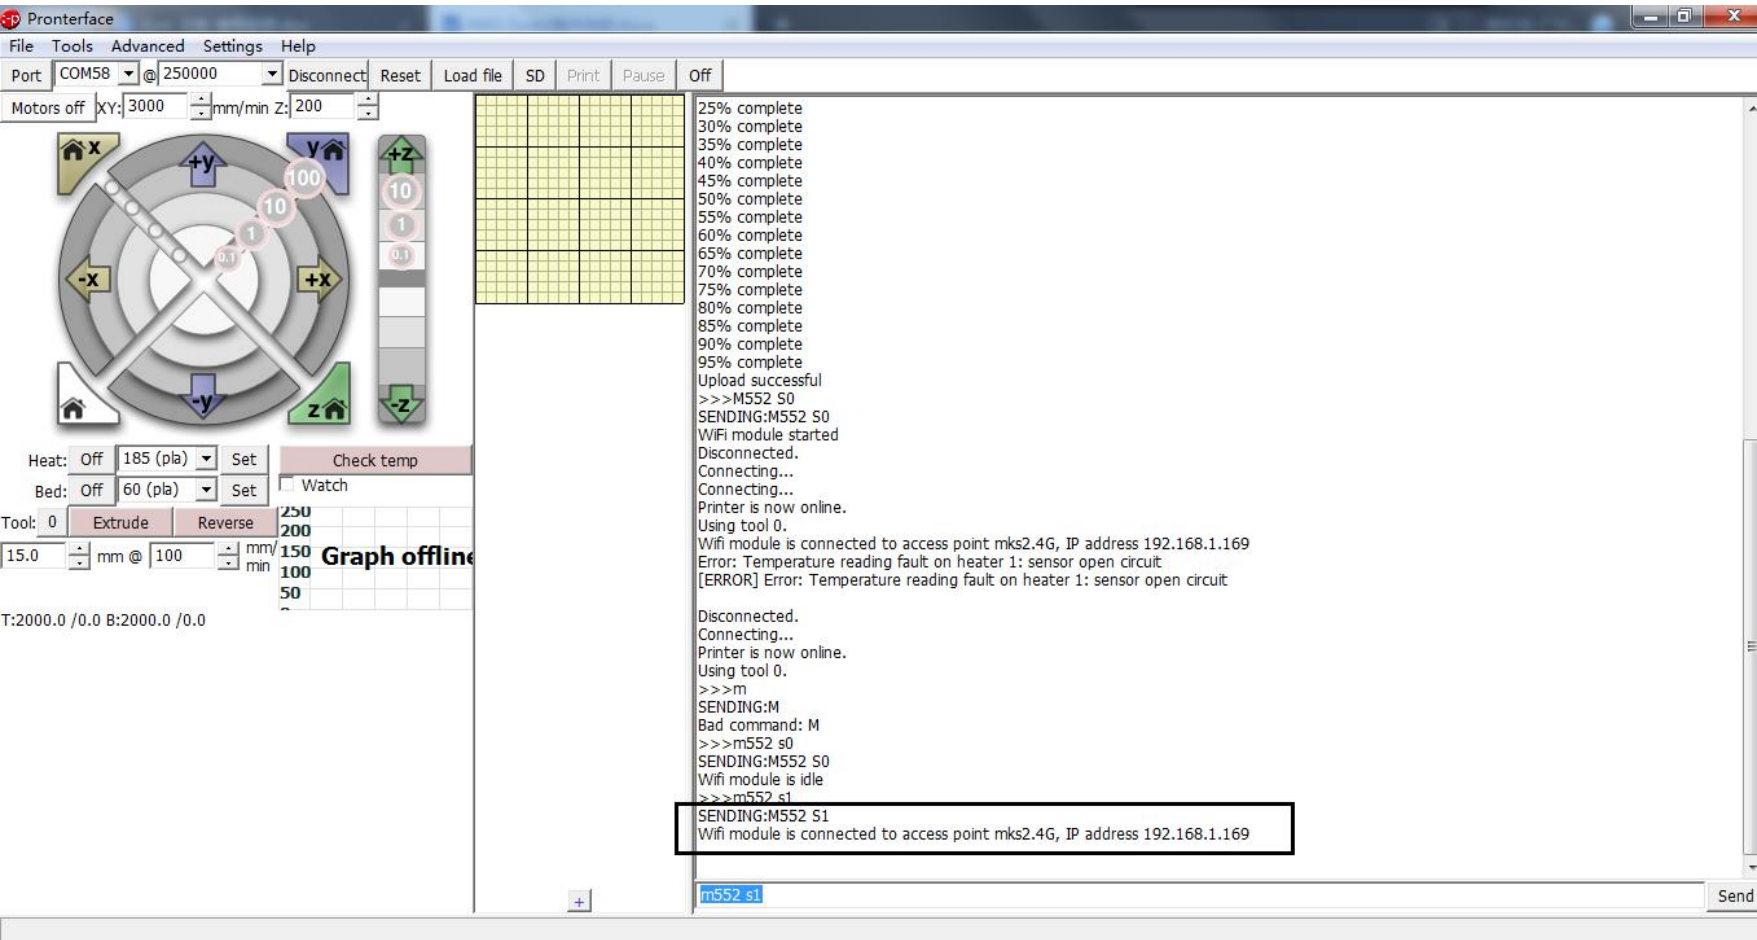 Pronterface
File Tools Advanced Settings Help
Port COM58 @ 250000 Disconnect Reset Load file SD Print Pause Off
Motors off XY: 3000 mm/min Z: 200
x
+y
y
100
10
1
0.1
-x
+x
-y
z
+z
10
1
0.1
-z
Heat: Off 185 (pla) Set Check temp
Bed: Off 60 (pla) Set Watch
Tool: 0 Extrude Reverse
15.0 mm @ 100 mm/
min
250
200
150
100
50
Graph offline
T:2000.0 /0.0 B:2000.0 /0.0
+
25% complete
30% complete
35% complete
40% complete
45% complete
50% complete
55% complete
60% complete
65% complete
70% complete
75% complete
80% complete
85% complete
90% complete
95% complete
Upload successful
>>>M552 S0
SENDING:M552 S0
WiFi module started
Disconnected.
Connecting...
Connecting...
Printer is now online.
Using tool 0.
Wifi module is connected to access point mks2.4G, IP address 192.168.1.169
Error: Temperature reading fault on heater 1: sensor open circuit
[ERROR] Error: Temperature reading fault on heater 1: sensor open circuit
Disconnected.
Connecting...
Printer is now online.
Using tool 0.
>>>m
SENDING:M
Bad command: M
>>>m552 s0
SENDING:M552 S0
Wifi module is idle
>>>m552 s1
SENDING:M552 S1
Wifi module is connected to access point mks2.4G, IP address 192.168.1.169
m552 s1
Send